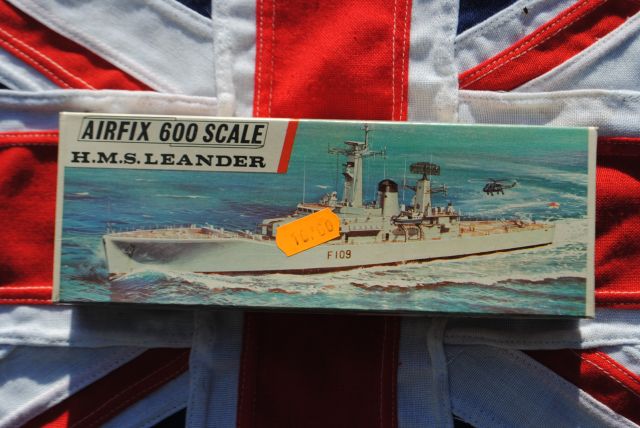 AIRFIX 600 SCALE
H.M.S. LEANDER
F109